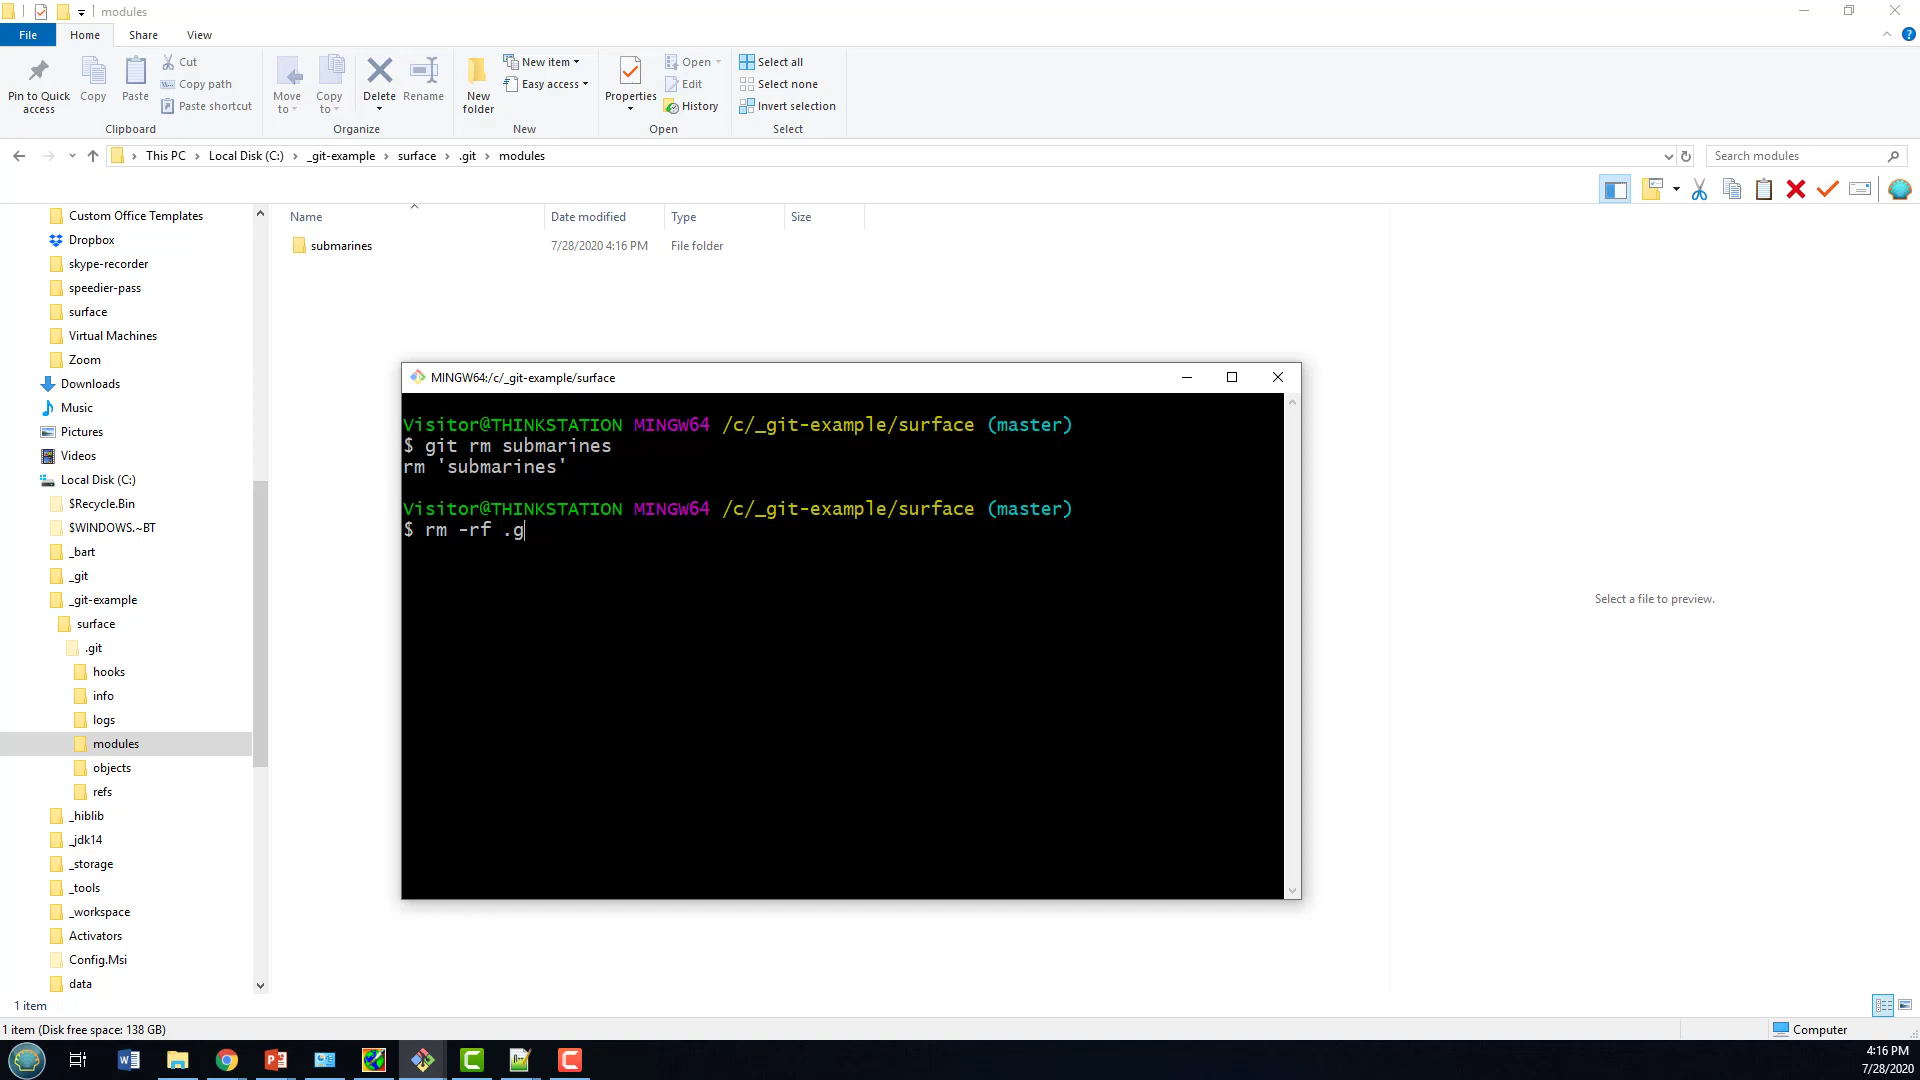 modules
File
Home
Share
View
Pin to Quick access
Copy
Paste
Cut
Copy path
Paste shortcut
Clipboard
Move to
Copy to
Delete
Rename
Organize
New folder
New item
Easy access
New
Properties
Open
Edit
History
Open
Select all
Select none
Invert selection
Select
This PC
Local Disk (C:)
_git-example
surface
.git
modules
Search modules
Name
Date modified
Type
Size
submarines
7/28/2020 4:16 PM
File folder
Custom Office Templates
Dropbox
skype-recorder
speedier-pass
surface
Virtual Machines
Zoom
Downloads
Music
Pictures
Videos
Local Disk (C:)
$Recycle.Bin
$WINDOWS.~BT
_bart
_git
_git-example
surface
.git
hooks
info
logs
modules
objects
refs
_hiblib
_jdk14
_storage
_tools
_workspace
Activators
Config.Msi
data
MINGW64:/c/_git-example/surface
Visitor@THINKSTATION MINGW64 /c/_git-example/surface (master)
$ git rm submarines
rm 'submarines'
Visitor@THINKSTATION MINGW64 /c/_git-example/surface (master)
$ rm -rf .g
Select a file to preview.
1 item
1 item (Disk free space: 138 GB)
Computer
4:16 PM
7/28/2020